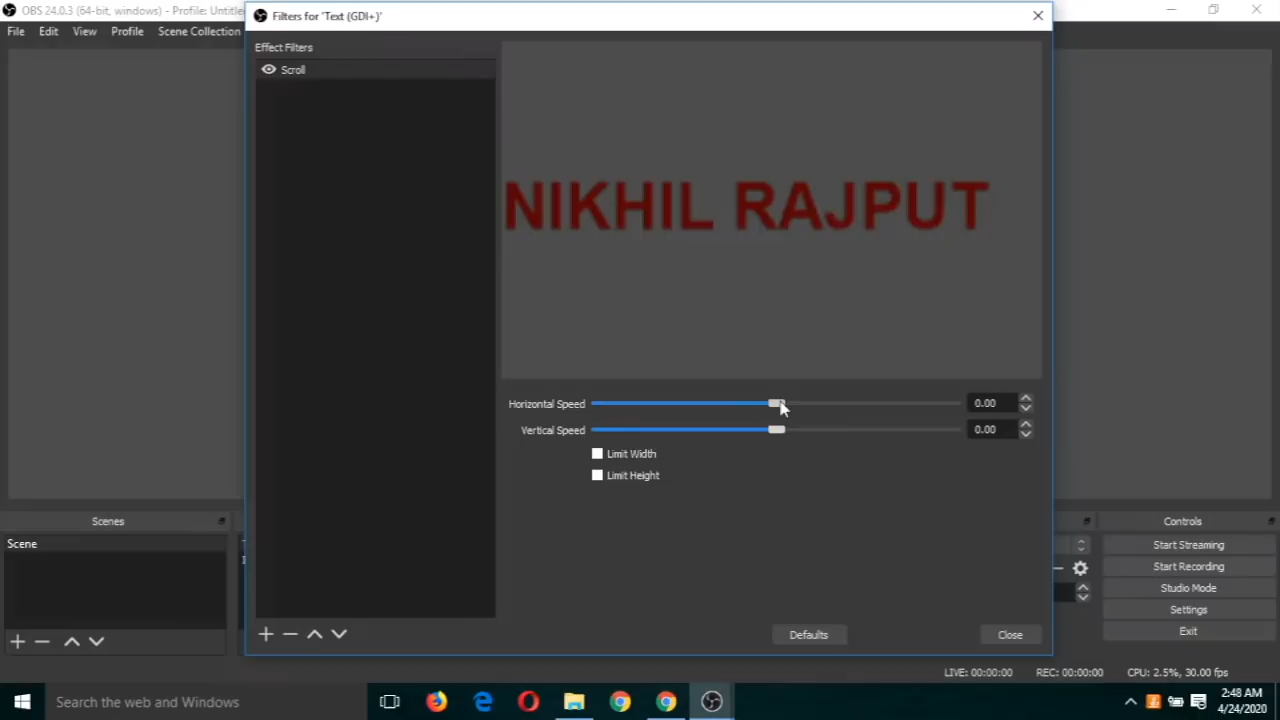 OBS 24.0.3 (64-bit, windows) - Profile: Untitle
Filters for 'Text (GDI+)'
File Edit View Profile Scene Collection
Effect Filters
Scroll
NIKHIL RAJPUT
Horizontal Speed 0.00
Vertical Speed 0.00
Limit Width
Limit Height
Scenes
Controls
Scene
Start Streaming
Start Recording
Studio Mode
Settings
Exit
Defaults
Close
LIVE: 00:00:00 REC: 00:00:00 CPU: 2.5%, 30.00 fps
Search the web and Windows
2:48 AM
4/24/2020